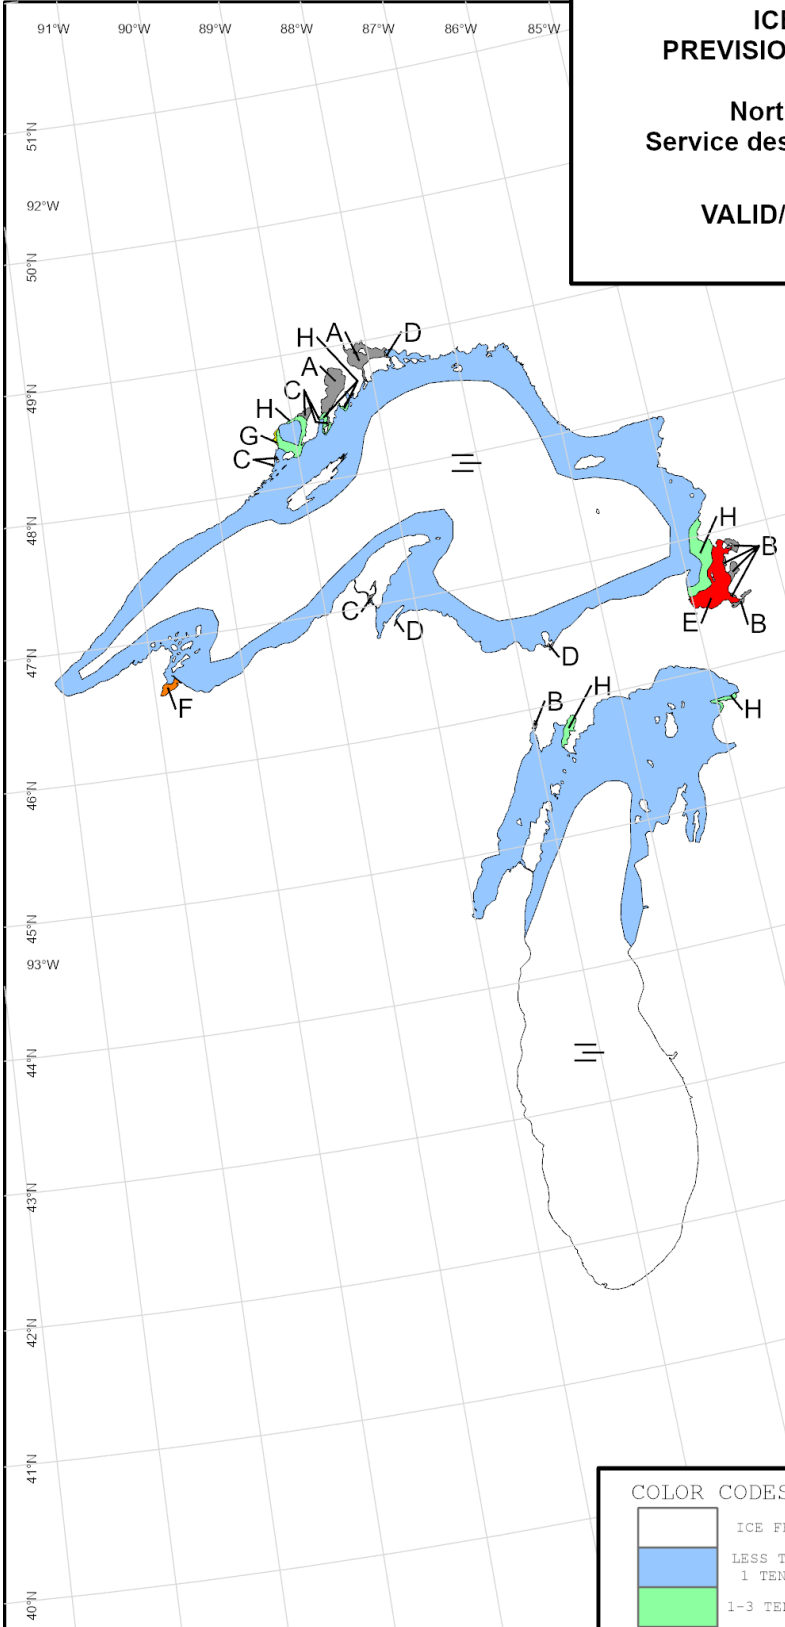 91°W 90°W 89°W 88°W 87°W 86°W 85°W
PREVISIO
Nort
Service des
VALID/
51°N
92°W
50°N
49°N
48°N
47°N
46°N
45°N
93°W
44°N
43°N
42°N
41°N
40°N
H A D
A
C
H
G
C
H
B
E B
C D
D
F
B H
H
COLOR CODES
ICE F
LESS T
1 TEN
1-3 TE